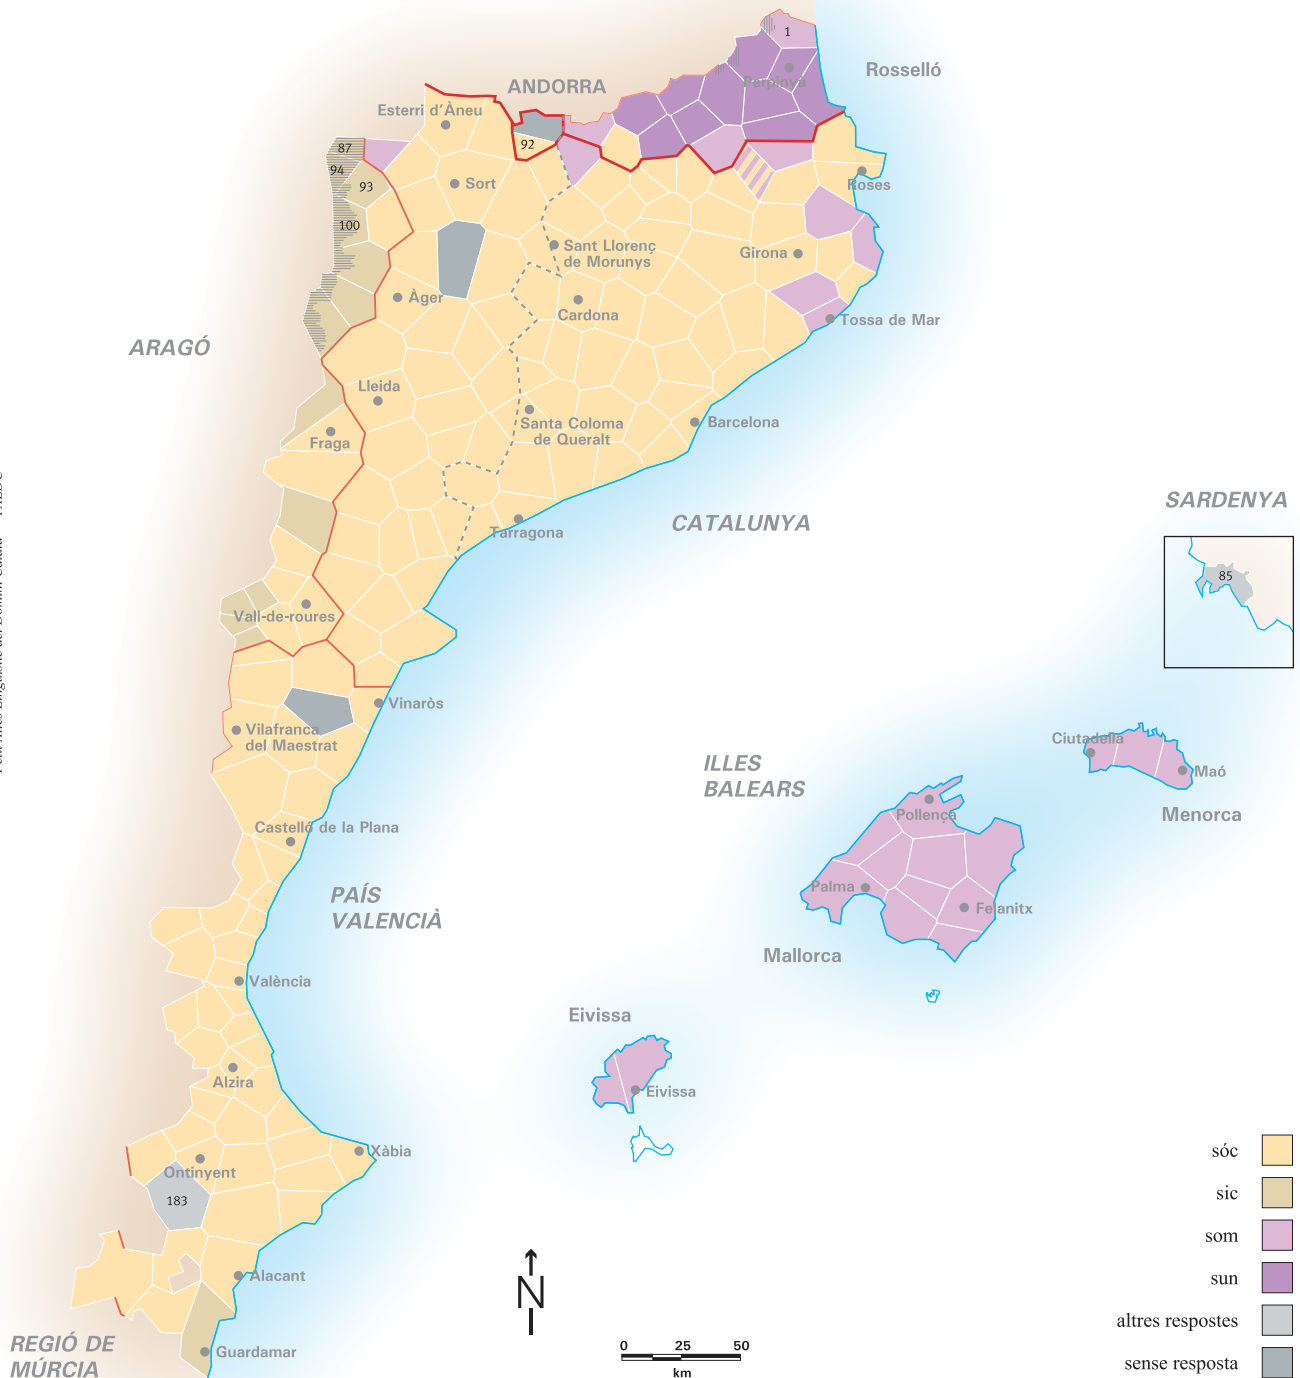 1
Rosselló
Perpinyà
ANDORRA
Esterri d'Àneu
92
87
94
93
100
Sort
Roses
Sant Llorenç
de Morunys
Girona
Àger
Cardona
Tossa de Mar
ARAGÓ
Lleida
Santa Coloma
de Queralt
Barcelona
Fraga
CATALUNYA
SARDENYA
Tarragona
85
Vall-de-roures
Vinaròs
Vilafranca
del Maestrat
ILLES
BALEARS
Ciutadella
Maó
Menorca
Pollença
Castelló de la Plana
PAÍS
VALENCIÀ
Palma
Felanitx
Mallorca
València
Eivissa
Alzira
Eivissa
Xàbia
Ontinyent
183
Alacant
N
REGIÓ DE
MÚRCIA
Guardamar
0 25 50
km
sóc
sic
som
sun
altres respostes
sense resposta